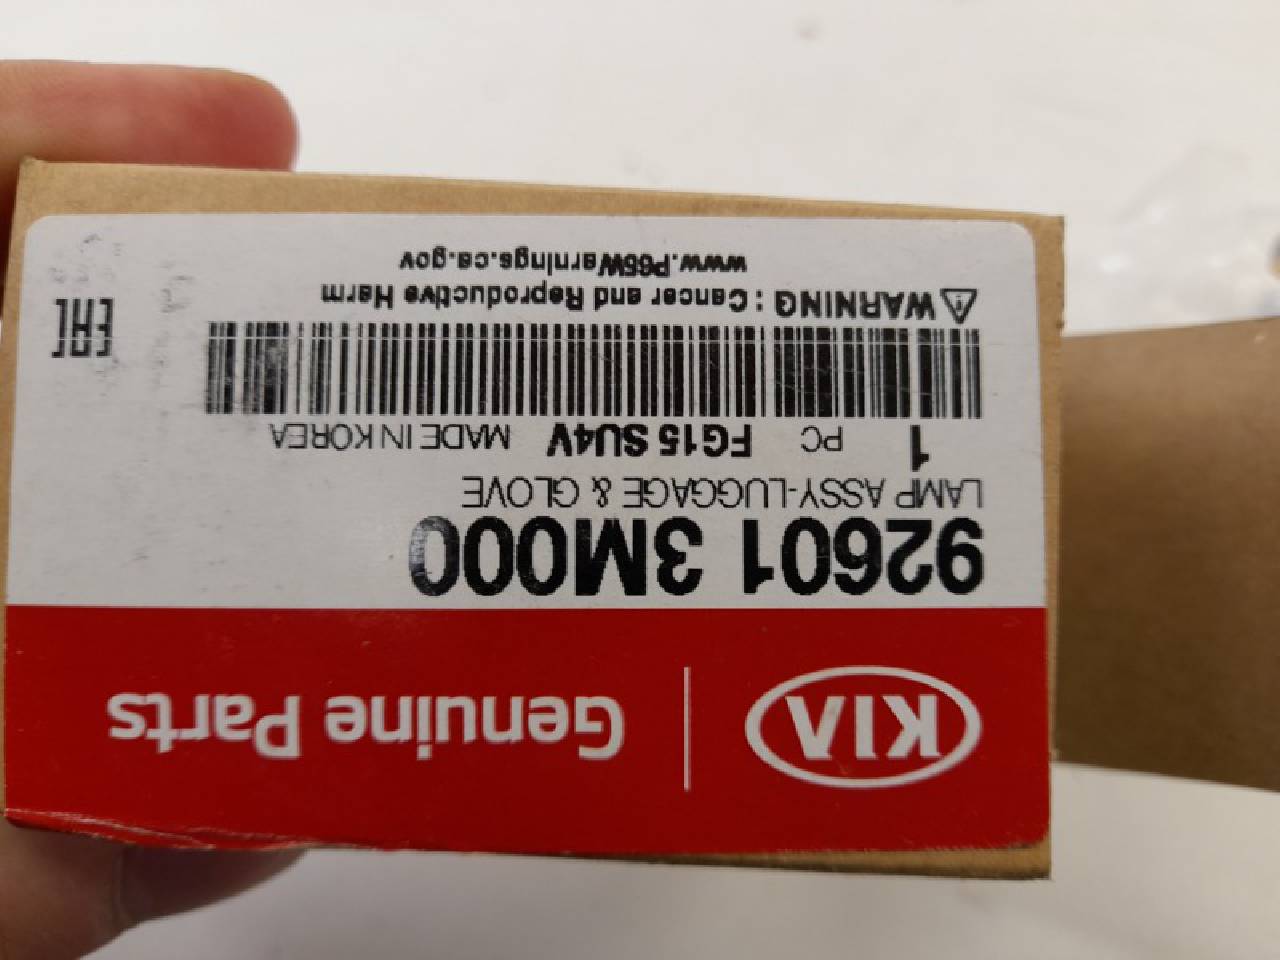 KIA
Genuine Parts
92601 3M000
LAMP ASSY-LUGGAGE & GLOVE
1 PC FG15 SU4V MADE IN KOREA
EAC
WARNING : Cancer and Reproductive Harm
www.P65Warnings.ca.gov